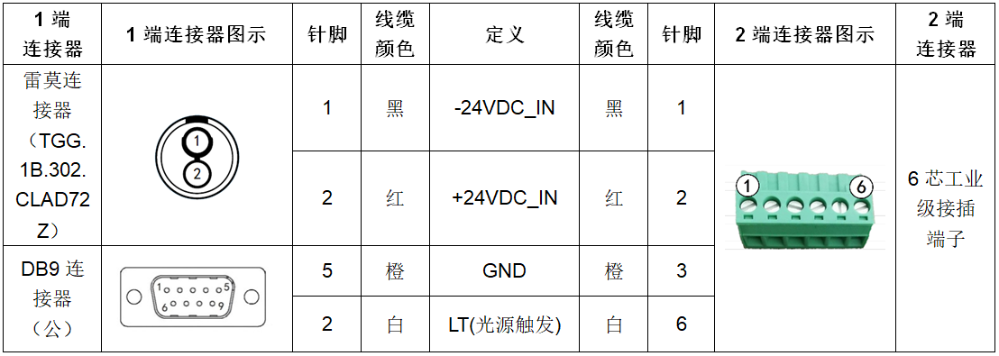 1 端
连接器
1 端连接器图示
针脚
线缆
颜色
定义
线缆
颜色
针脚
2 端连接器图示
2 端
连接器
雷莫连
接器
（TGG.
1B.302.
CLAD72
Z）
1
2
1
黑
-24VDC_IN
黑
1
2
红
+24VDC_IN
红
2
1
6
6 芯工业
级接插
端子
DB9 连
接器
（公）
1
5
6
9
5
橙
GND
橙
3
2
白
LT(光源触发)
白
6